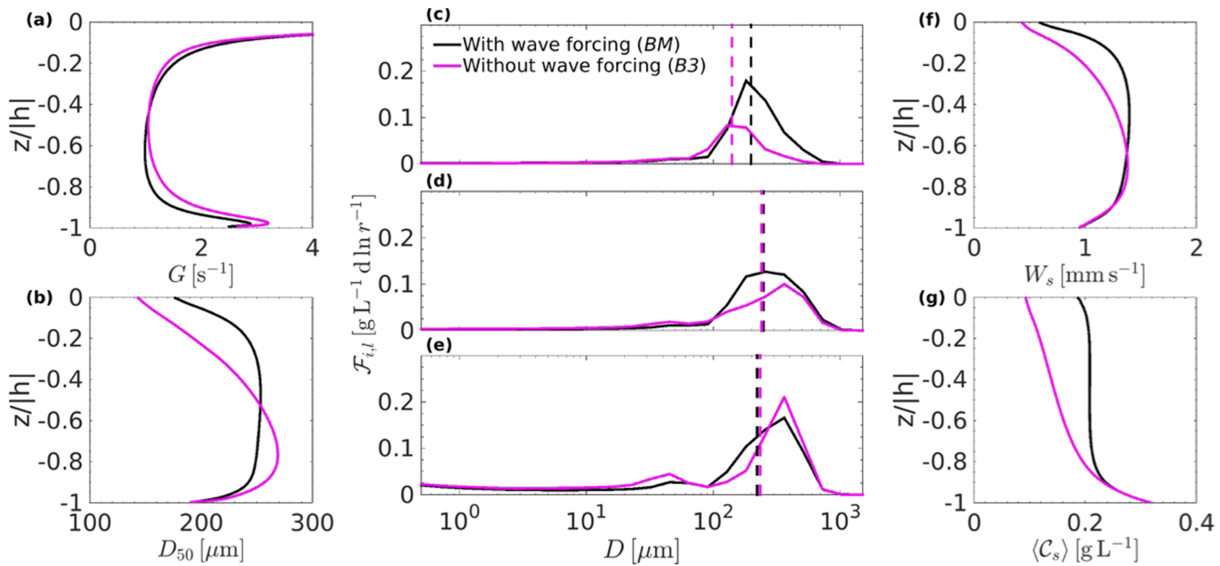 (a)
0
-0.2
-0.4
-0.6
-0.8
-1
z/|h|
0
2
4
G [s⁻¹]
(b)
0
-0.2
-0.4
-0.6
-0.8
-1
z/|h|
100
200
300
D₅₀ [μm]
(c)
With wave forcing (BM)
Without wave forcing (B3)
0.2
0.1
0
(d)
0.2
0.1
0
(e)
0.2
0.1
0
ℱᵢ,ₗ [g L⁻¹ d ln r⁻¹]
10⁰
10¹
10²
10³
D [μm]
(f)
0
-0.2
-0.4
-0.6
-0.8
-1
z/|h|
0
1
2
Wₛ [mm s⁻¹]
(g)
0
-0.2
-0.4
-0.6
-0.8
-1
z/|h|
0
0.2
0.4
⟨𝒞ₛ⟩ [g L⁻¹]